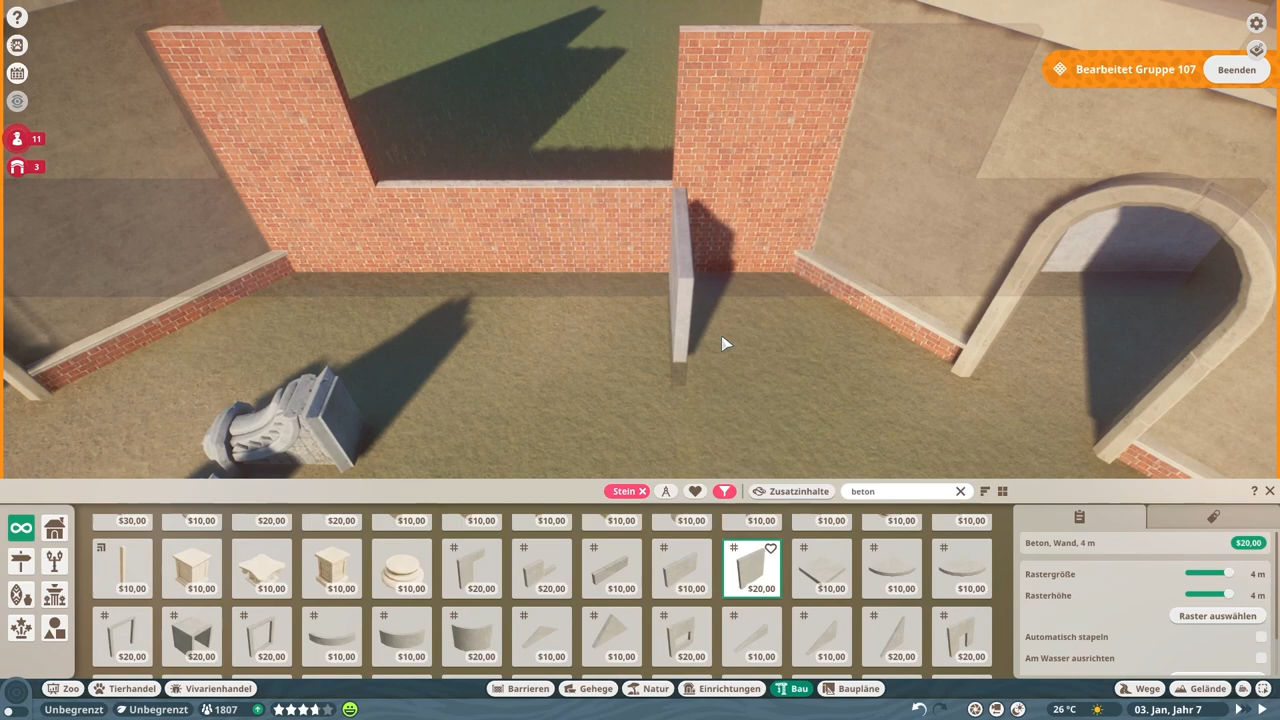 ?
Bearbeitet Gruppe 107 Beenden
11
3
Stein × Zusatzinhalte beton × ? ×
$30,00 $10,00 $20,00 $20,00 $10,00 $10,00 $10,00 $10,00 $10,00 $10,00 $10,00 $10,00 $10,00
$10,00 $10,00 $10,00 $10,00 $10,00 $20,00 $20,00 $10,00 $10,00 $20,00 $10,00 $10,00 $10,00
$20,00 $20,00 $20,00 $10,00 $10,00 $20,00 $10,00 $10,00 $20,00 $10,00 $10,00 $20,00 $20,00
Beton, Wand, 4 m $20,00
Rastergröße 4 m
Rasterhöhe 4 m
Raster auswählen
Automatisch stapeln
Am Wasser ausrichten
Zoo Tierhandel Vivarienhandel Barrieren Gehege Natur Einrichtungen Bau Baupläne Wege Gelände
Unbegrenzt Unbegrenzt 1807 26 °C 03. Jan, Jahr 7